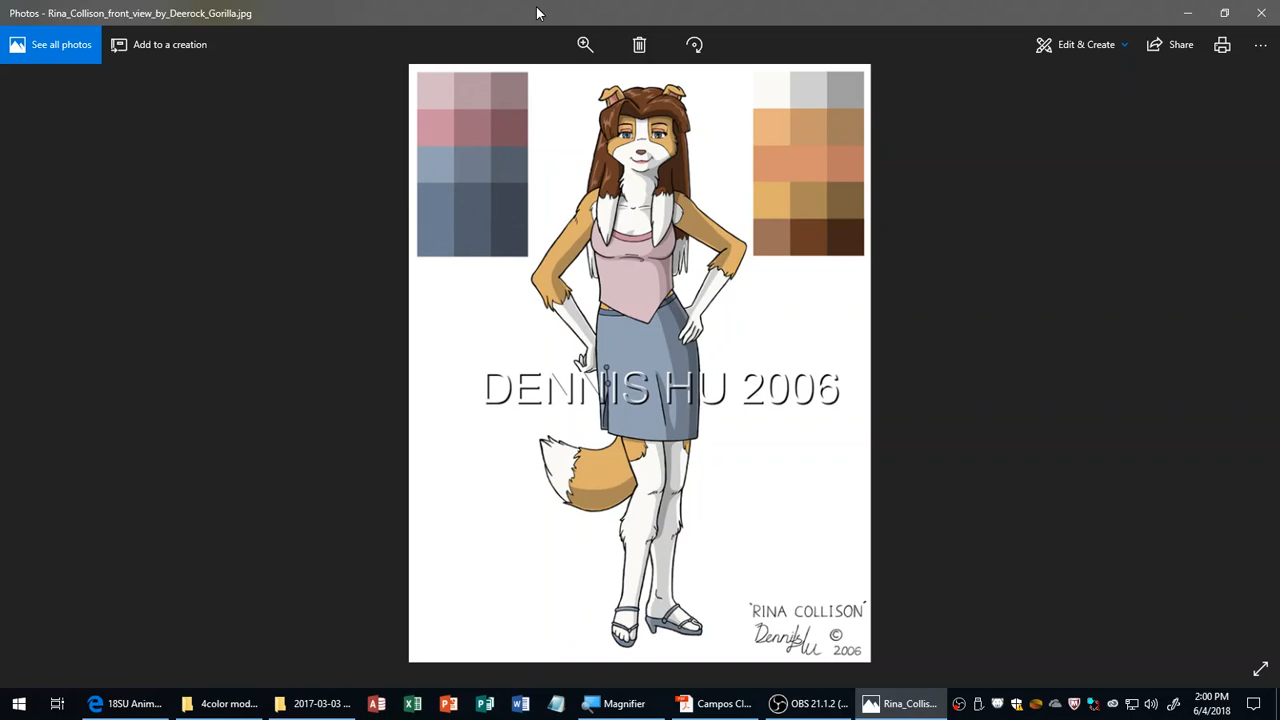 Photos - Rina_Collison_front_view_by_Deerock_Gorilla.jpg
See all photos
Add to a creation
Edit & Create
Share
DENNIS HU 2006
"RINA COLLISON"
Dennis Hu ©
2006
18SU Anim...
4color mod...
2017-03-03 ...
Magnifier
Campos Cl...
OBS 21.1.2 (...
Rina_Collis...
2:00 PM
6/4/2018